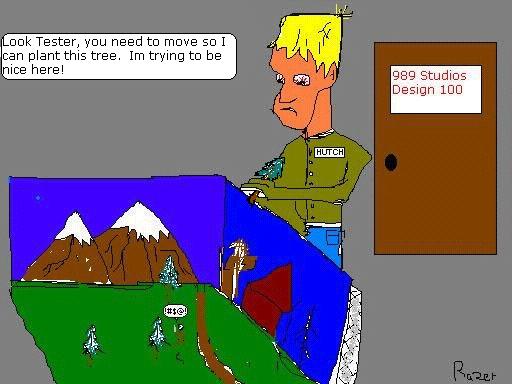 Look Tester, you need to move so I
can plant this tree.  Im trying to be
nice here!
989 Studios
Design 100
HUTCH
!#$@!
Razer